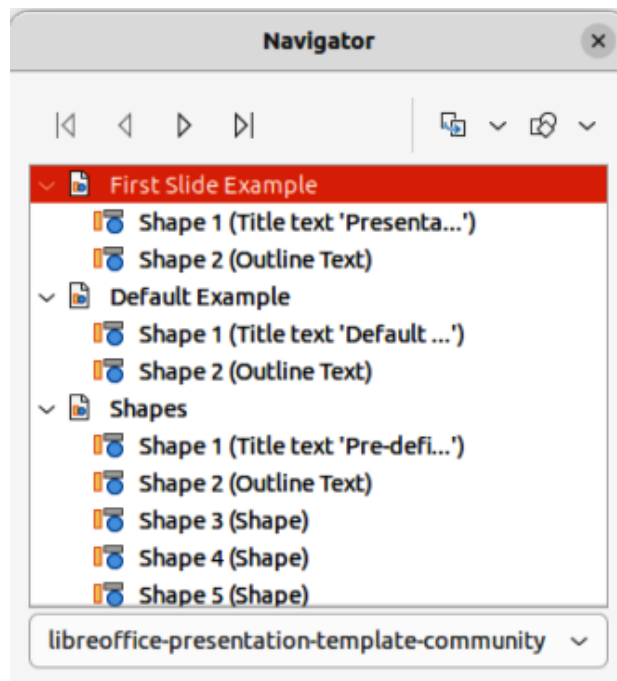 Navigator
First Slide Example
Shape 1 (Title text 'Presenta...')
Shape 2 (Outline Text)
Default Example
Shape 1 (Title text 'Default ...')
Shape 2 (Outline Text)
Shapes
Shape 1 (Title text 'Pre-defi...')
Shape 2 (Outline Text)
Shape 3 (Shape)
Shape 4 (Shape)
Shape 5 (Shape)
libreoffice-presentation-template-community